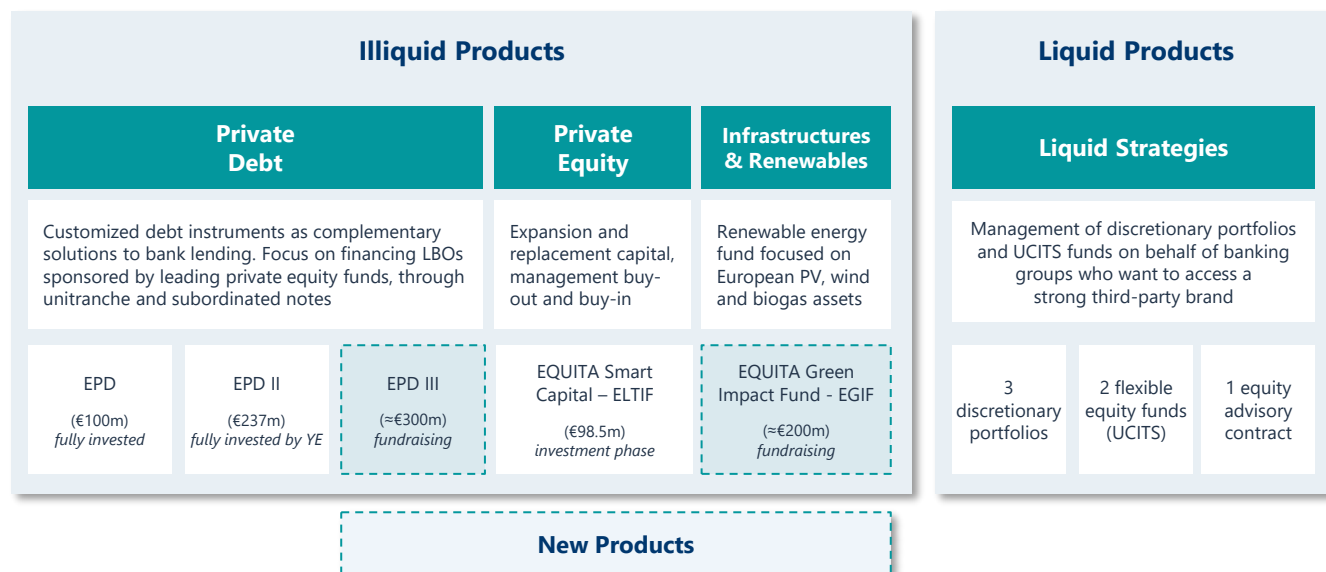 Illiquid Products
Private
Debt
Private
Equity
Infrastructures
& Renewables
Customized debt instruments as complementary
solutions to bank lending. Focus on financing LBOs
sponsored by leading private equity funds, through
unitranche and subordinated notes
Expansion and
replacement capital,
management buy-
out and buy-in
Renewable energy
fund focused on
European PV, wind
and biogas assets
EPD
(€100m)
fully invested
EPD II
(€237m)
fully invested by YE
EPD III
(≈€300m)
fundraising
EQUITA Smart
Capital – ELTIF
(€98.5m)
investment phase
EQUITA Green
Impact Fund - EGIF
(≈€200m)
fundraising
Liquid Products
Liquid Strategies
Management of discretionary portfolios
and UCITS funds on behalf of banking
groups who want to access a
strong third-party brand
3
discretionary
portfolios
2 flexible
equity funds
(UCITS)
1 equity
advisory
contract
New Products